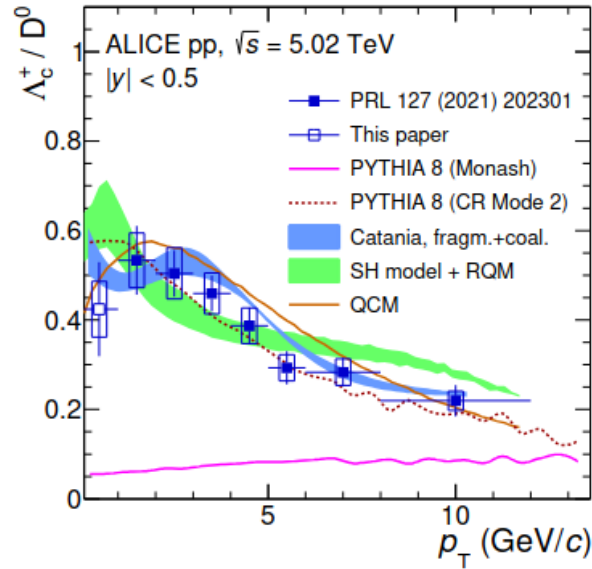 Λc+ / D0
1
0.8
0.6
0.4
0.2
0
ALICE pp, √s = 5.02 TeV
|y| < 0.5
PRL 127 (2021) 202301
This paper
PYTHIA 8 (Monash)
PYTHIA 8 (CR Mode 2)
Catania, fragm.+coal.
SH model + RQM
QCM
5
10
pT (GeV/c)